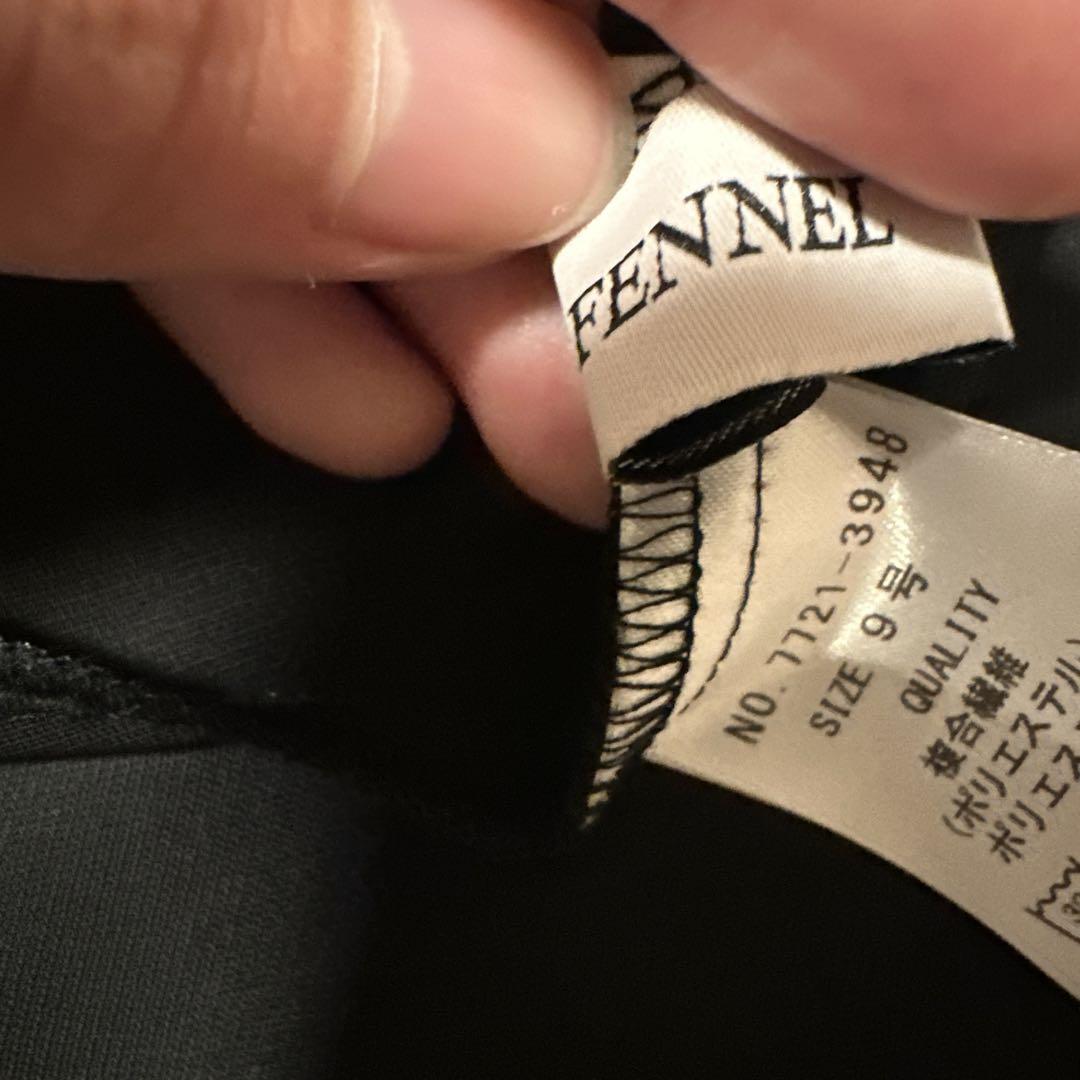 FENNEL
NO.7721-3948
SIZE 9号
QUALITY
複合繊維
(ポリエステル)
ポリエス